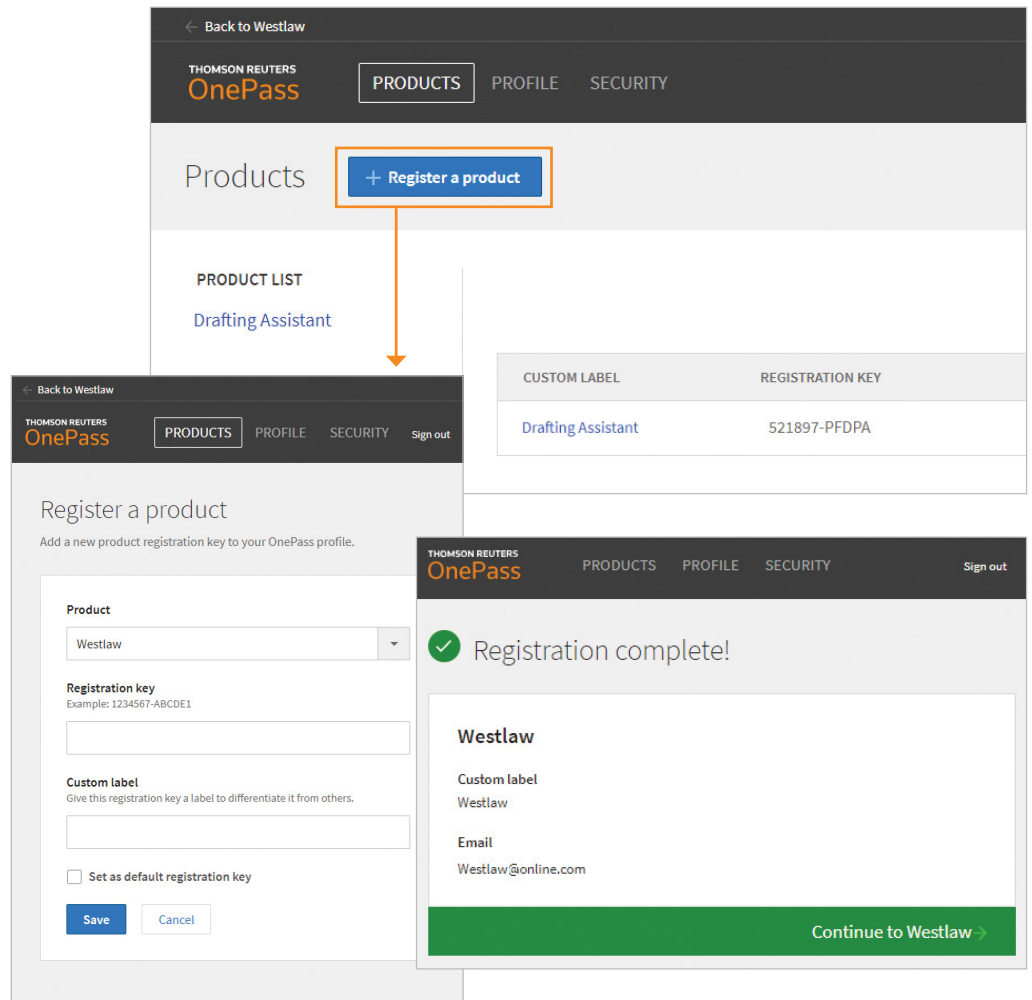 ← Back to Westlaw
THOMSON REUTERS
OnePass
PRODUCTS PROFILE SECURITY
Products
+ Register a product
PRODUCT LIST
Drafting Assistant
CUSTOM LABEL REGISTRATION KEY
Drafting Assistant 521897-PFDPA
← Back to Westlaw
THOMSON REUTERS
OnePass
PRODUCTS PROFILE SECURITY Sign out
Register a product
Add a new product registration key to your OnePass profile.
Product
Westlaw
Registration key
Example: 1234567-ABCDE1
Custom label
Give this registration key a label to differentiate it from others.
Set as default registration key
Save Cancel
THOMSON REUTERS
OnePass
PRODUCTS PROFILE SECURITY Sign out
Registration complete!
Westlaw
Custom label
Westlaw
Email
Westlaw@online.com
Continue to Westlaw→